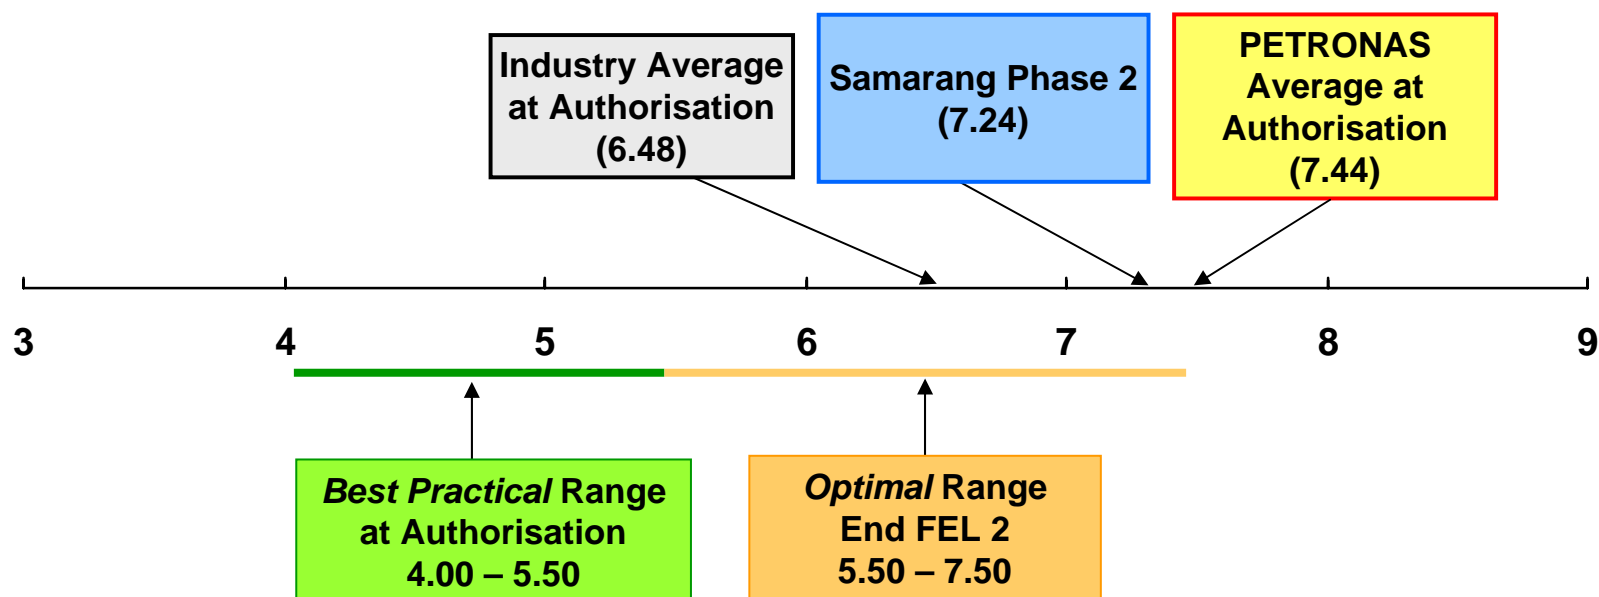 Industry Average
at Authorisation
(6.48)
Samarang Phase 2
(7.24)
PETRONAS
Average at
Authorisation
(7.44)
3
4
5
6
7
8
9
Best Practical Range
at Authorisation
4.00 – 5.50
Optimal Range
End FEL 2
5.50 – 7.50